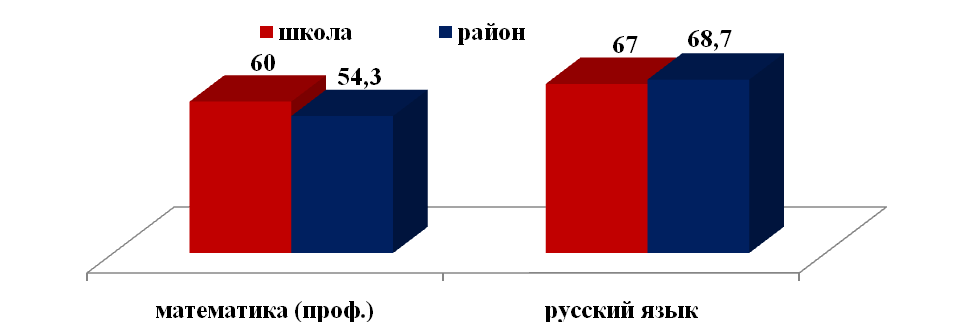 школа район
60 54,3 67 68,7
математика (проф.) русский язык